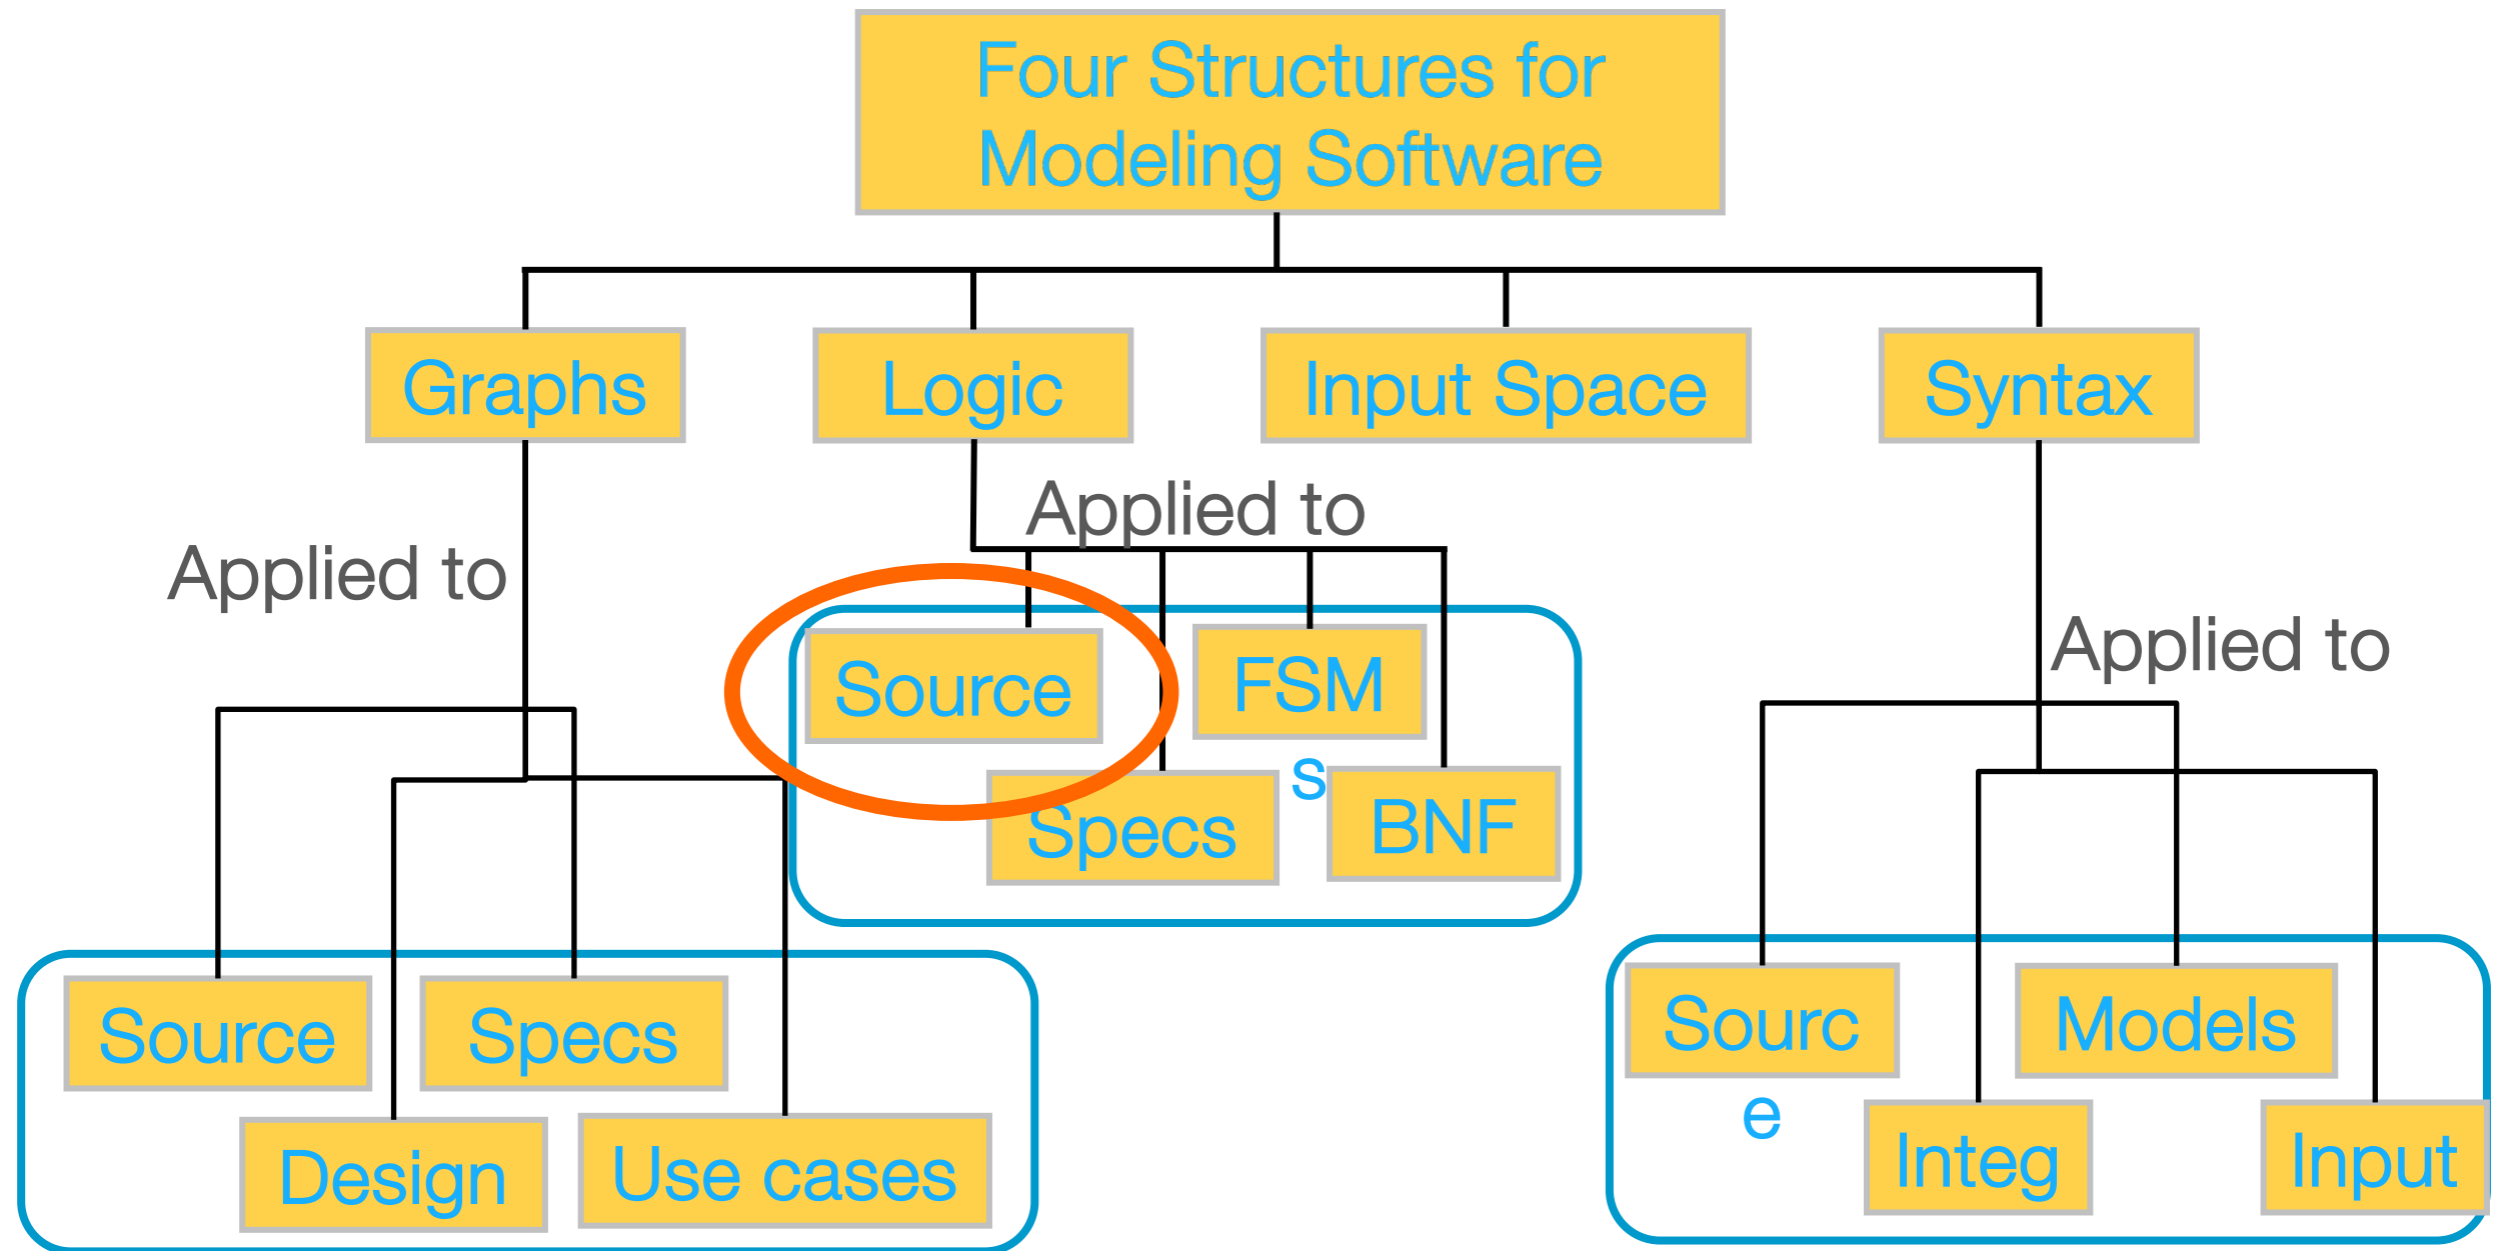 Four Structures for
Modeling Software
Graphs
Logic
Input Space
Syntax
Applied to
Applied to
Applied to
Source
FSM
s
Specs
BNF
Source
Specs
Design
Use cases
Sourc
e
Models
Integ
Input